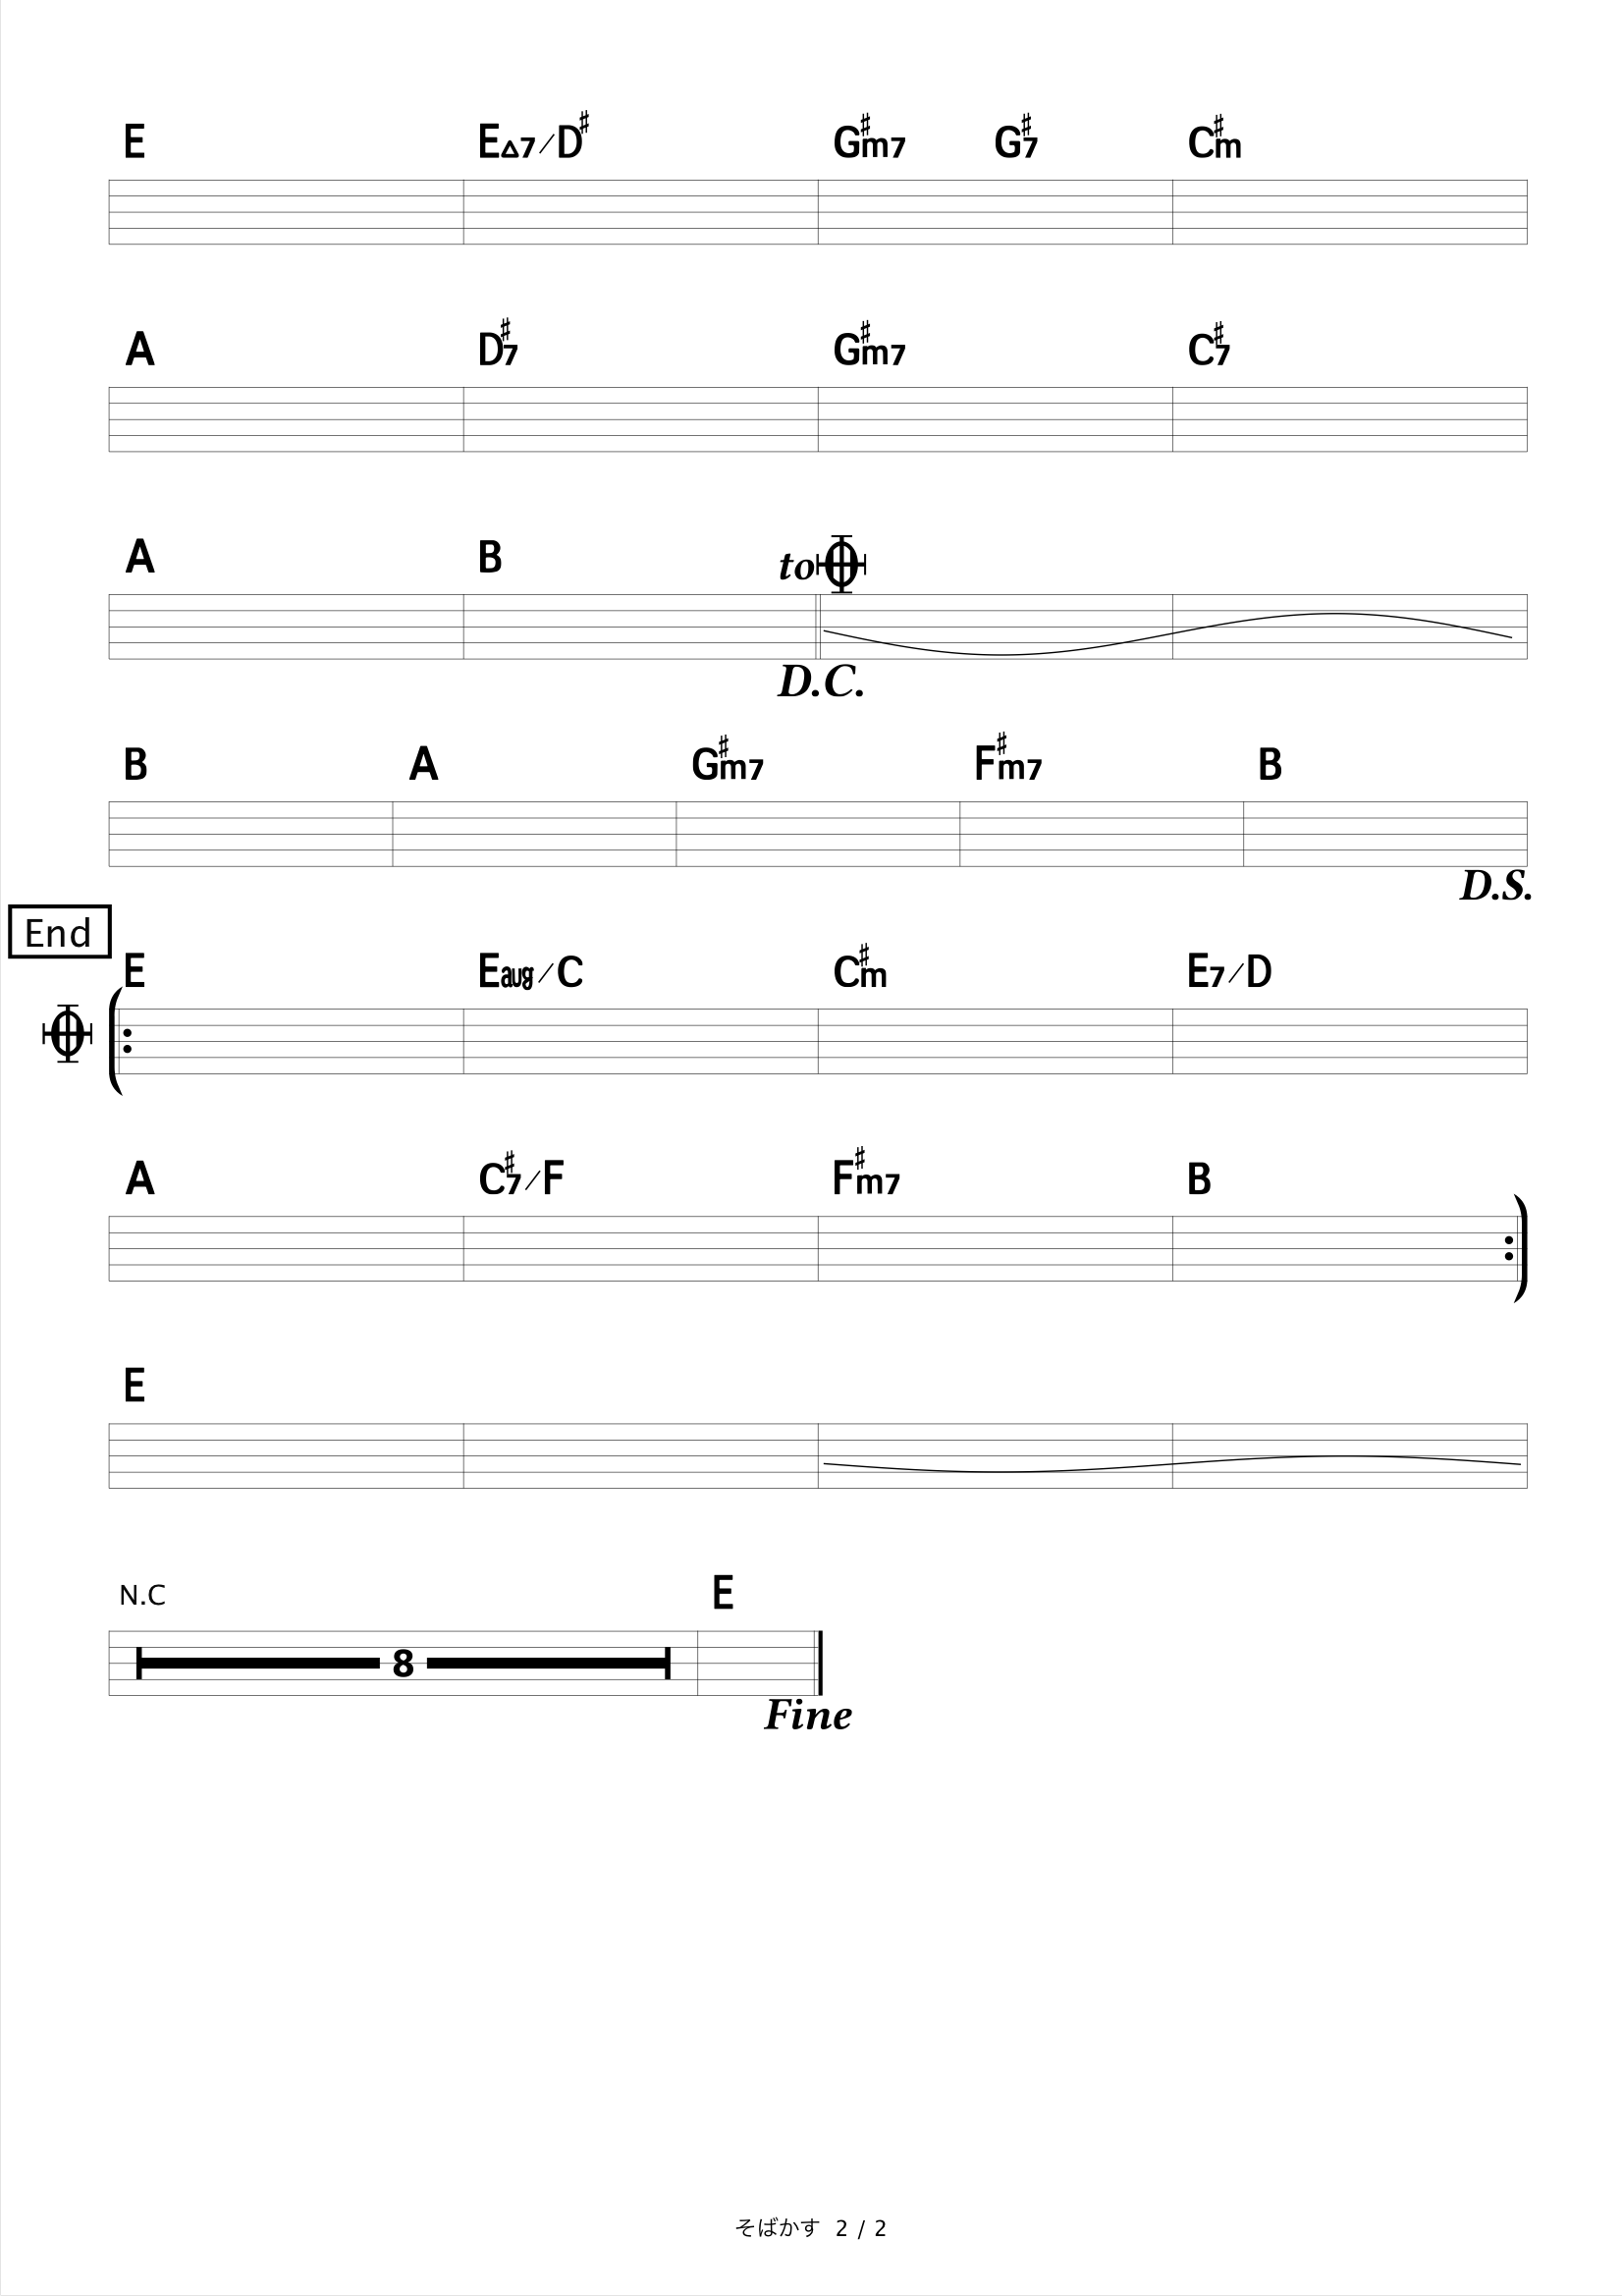 E E△7/D♯ G♯m7 G♯7 C♯m
A D♯7 G♯m7 C♯7
A B to
D.C.
B A G♯m7 F♯m7 B
D.S.
End
E Eaug/C C♯m E7/D
A C♯7/F F♯m7 B
E
N.C E
8
Fine
そばかす 2 / 2